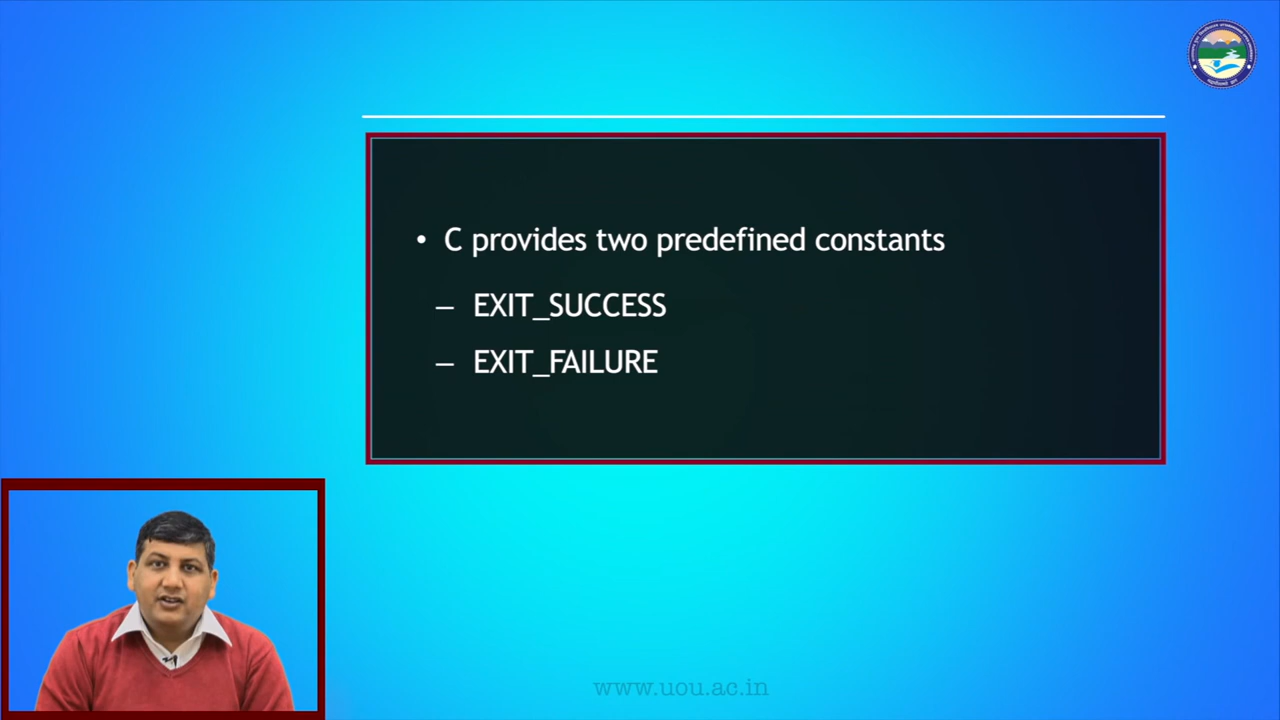 • C provides two predefined constants
– EXIT_SUCCESS
– EXIT_FAILURE
www.uou.ac.in